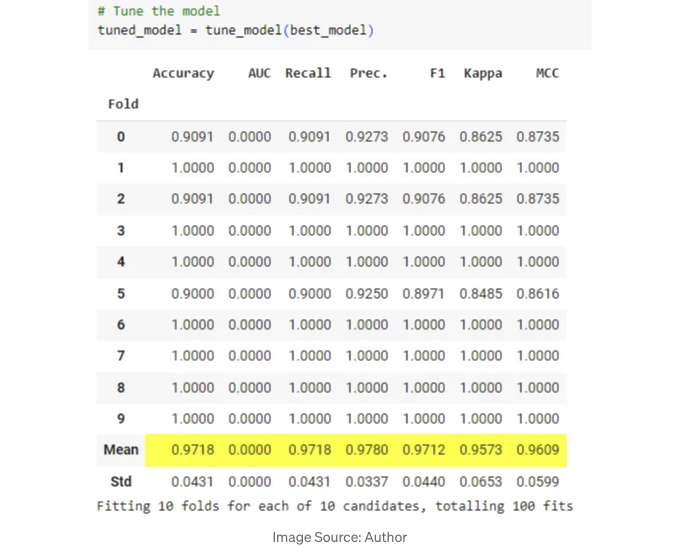 # Tune the model
tuned_model = tune_model(best_model)
Accuracy AUC Recall Prec. F1 Kappa MCC
Fold
0 0.9091 0.0000 0.9091 0.9273 0.9076 0.8625 0.8735
1 1.0000 0.0000 1.0000 1.0000 1.0000 1.0000 1.0000
2 0.9091 0.0000 0.9091 0.9273 0.9076 0.8625 0.8735
3 1.0000 0.0000 1.0000 1.0000 1.0000 1.0000 1.0000
4 1.0000 0.0000 1.0000 1.0000 1.0000 1.0000 1.0000
5 0.9000 0.0000 0.9000 0.9250 0.8971 0.8485 0.8616
6 1.0000 0.0000 1.0000 1.0000 1.0000 1.0000 1.0000
7 1.0000 0.0000 1.0000 1.0000 1.0000 1.0000 1.0000
8 1.0000 0.0000 1.0000 1.0000 1.0000 1.0000 1.0000
9 1.0000 0.0000 1.0000 1.0000 1.0000 1.0000 1.0000
Mean 0.9718 0.0000 0.9718 0.9780 0.9712 0.9573 0.9609
Std 0.0431 0.0000 0.0431 0.0337 0.0440 0.0653 0.0599
Fitting 10 folds for each of 10 candidates, totalling 100 fits
Image Source: Author